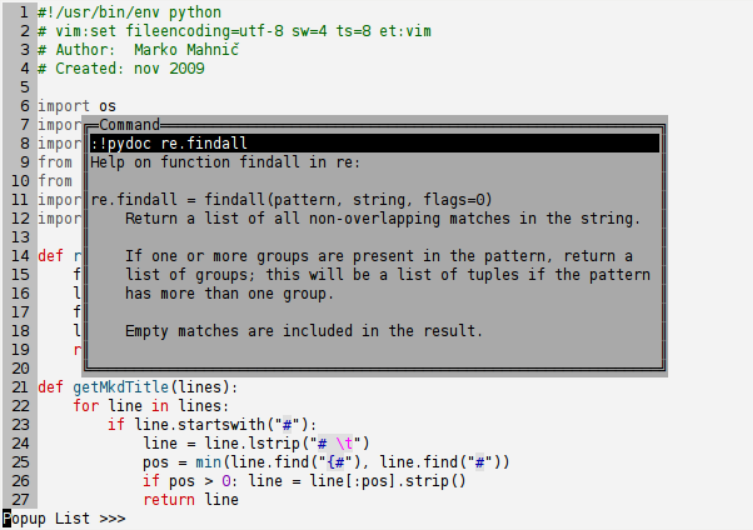 1 #!/usr/bin/env python
2 # vim:set fileencoding=utf-8 sw=4 ts=8 et:vim
3 # Author:  Marko Mahnič
4 # Created: nov 2009
5
6 import os
7 impor
8 impor
9 from
10 from
11 impor
12 impor
13
14 def r
15     f
16     l
17     f
18     l
19     r
20
Command
:!pydoc re.findall
Help on function findall in re:
re.findall = findall(pattern, string, flags=0)
    Return a list of all non-overlapping matches in the string.
    If one or more groups are present in the pattern, return a
    list of groups; this will be a list of tuples if the pattern
    has more than one group.
    Empty matches are included in the result.
21 def getMkdTitle(lines):
22     for line in lines:
23         if line.startswith("#"):
24             line = line.lstrip("# \t")
25             pos = min(line.find("{#"), line.find("#"))
26             if pos > 0: line = line[:pos].strip()
27             return line
Popup List >>>